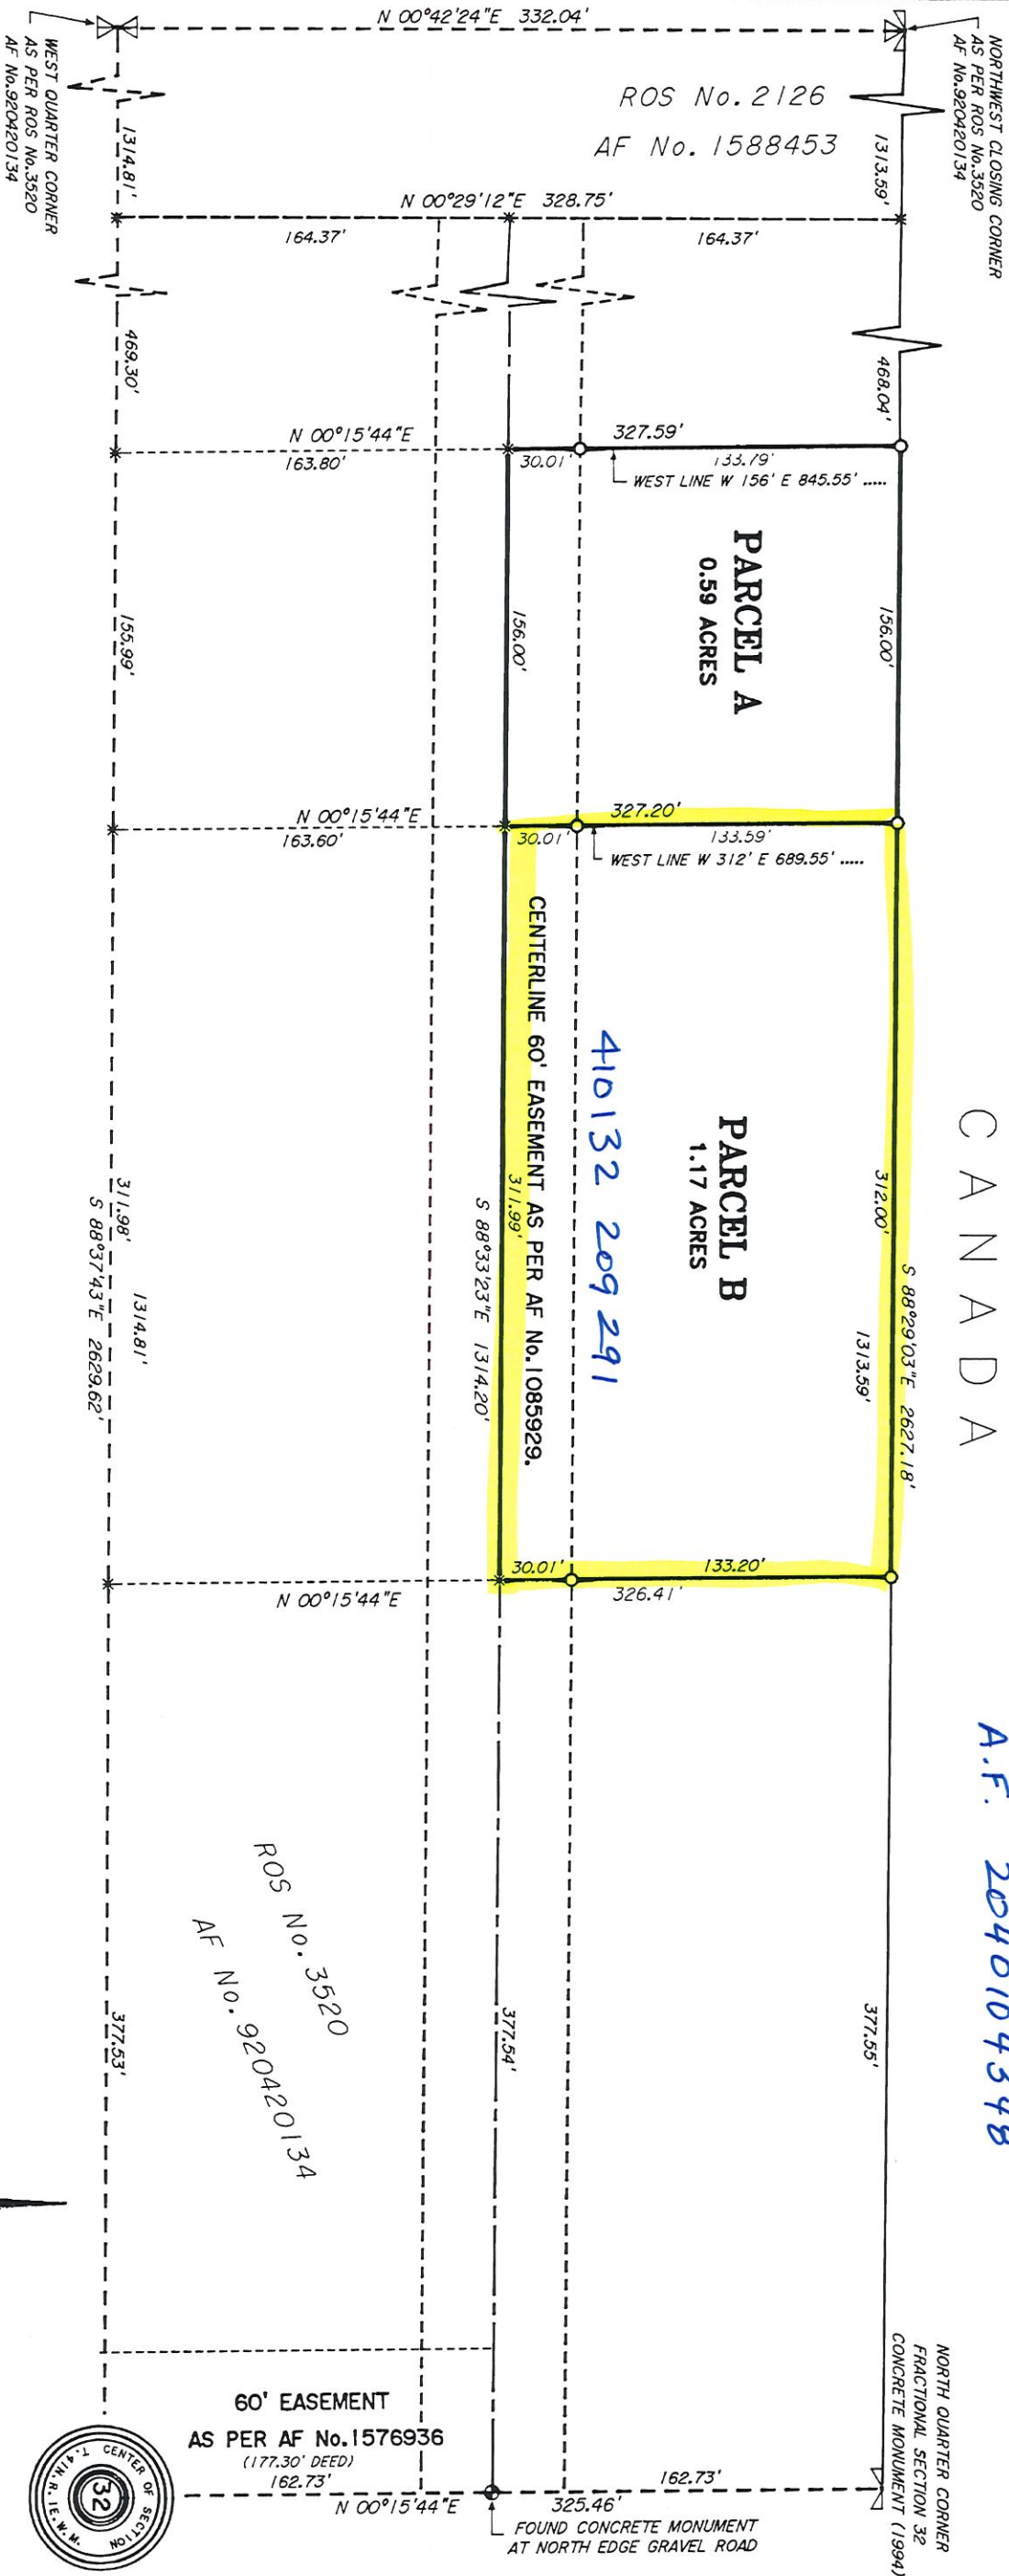 N 00°42'24"E 332.04'
NORTHWEST CLOSING CORNER
AS PER ROS No.3520
AF No.920420134
WEST QUARTER CORNER
AS PER ROS No.3520
AF No.920420134
ROS No. 2126
AF No. 1588453
1314.81'
1313.59'
N 00°29'12"E 328.75'
164.37'
164.37'
469.30'
468.04'
N 00°15'44"E
163.80'
327.59'
30.01'
133.79'
WEST LINE W 156' E 845.55' .....
PARCEL A
0.59 ACRES
155.99'
156.00'
156.00'
N 00°15'44"E
163.60'
327.20'
30.01'
133.59'
WEST LINE W 312' E 689.55' .....
CANADA
PARCEL B
1.17 ACRES
410132 209 291
CENTERLINE 60' EASEMENT AS PER AF No.1085929.
312.00'
S 88°29'03"E 2627.18'
1313.59'
311.99'
S 88°33'23"E 1314.20'
311.98'
1314.81'
S 88°37'43"E 2629.62'
30.01'
133.20'
N 00°15'44"E
326.41'
A.F. 2040104348
ROS No. 3520
AF No. 920420134
377.53'
377.54'
377.55'
NORTH QUARTER CORNER
FRACTIONAL SECTION 32
CONCRETE MONUMENT (1994)
60' EASEMENT
AS PER AF No.1576936
(177.30' DEED)
162.73'
162.73'
N 00°15'44"E
325.46'
FOUND CONCRETE MONUMENT
AT NORTH EDGE GRAVEL ROAD
CENTER OF SECTION
32
T.41N.R.1E.W.M.